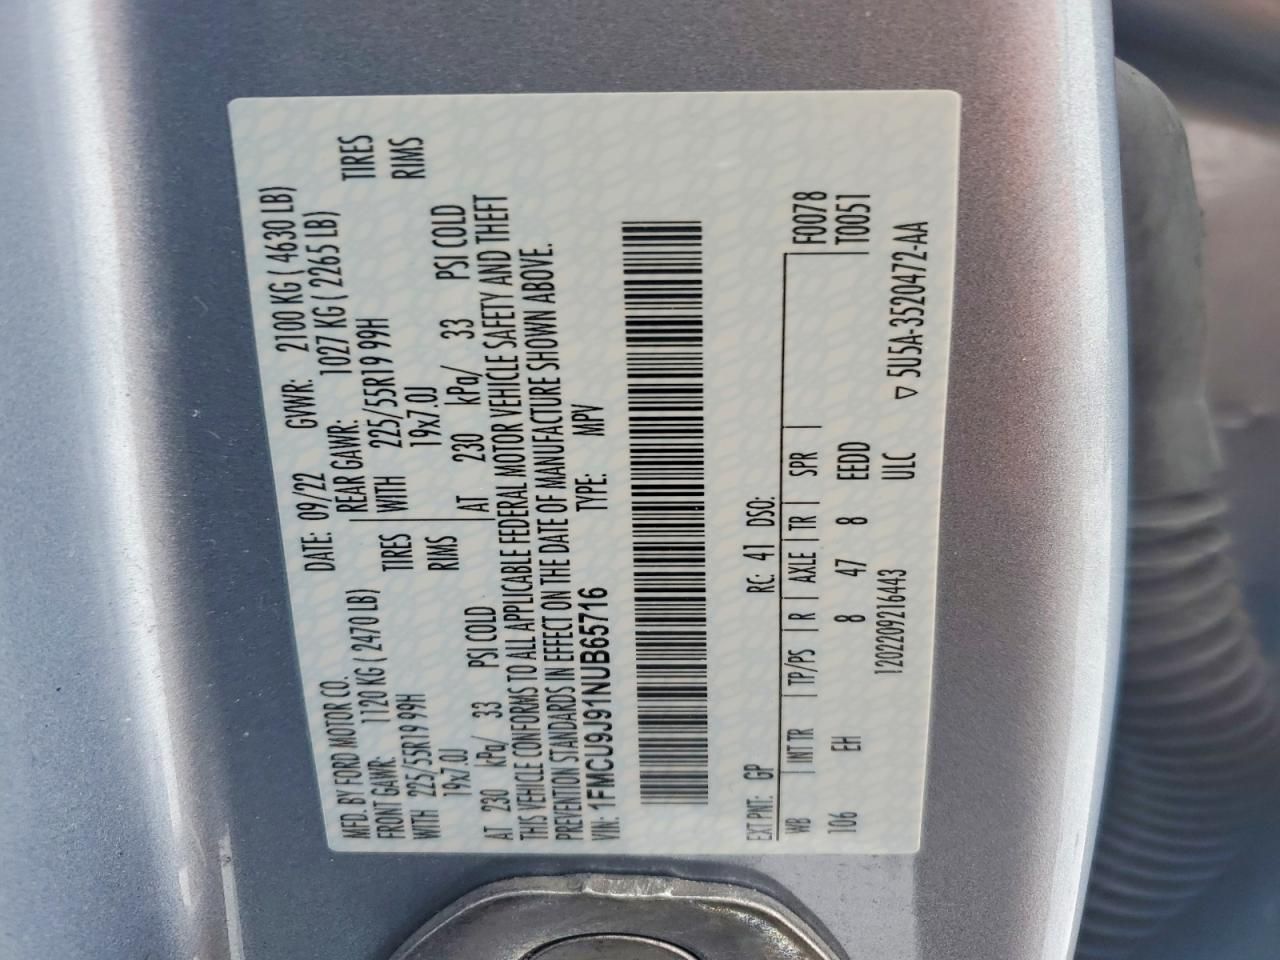 MFD. BY FORD MOTOR CO. DATE: 09/22 GVWR: 2100 KG ( 4630 LB)
FRONT GAWR: 1120 KG ( 2470 LB) REAR GAWR: 1027 KG ( 2265 LB)
WITH 225/55R19 99H TIRES WITH 225/55R19 99H TIRES
19x7.0J RIMS 19x7.0J RIMS
AT 230 kPa/ 33 PSI COLD AT 230 kPa/ 33 PSI COLD
THIS VEHICLE CONFORMS TO ALL APPLICABLE FEDERAL MOTOR VEHICLE SAFETY AND THEFT
PREVENTION STANDARDS IN EFFECT ON THE DATE OF MANUFACTURE SHOWN ABOVE.
VIN: 1FMCU9J91NUB65716 TYPE: MPV
EXT PNT: GP RC: 41 DSO:
WB | INT TR | TP/PS | R | AXLE | TR | SPR | F0078
106 EH 8 47 8 EEDD T0051
1202209216443 ULC
▽ 5U5A-3520472-AA